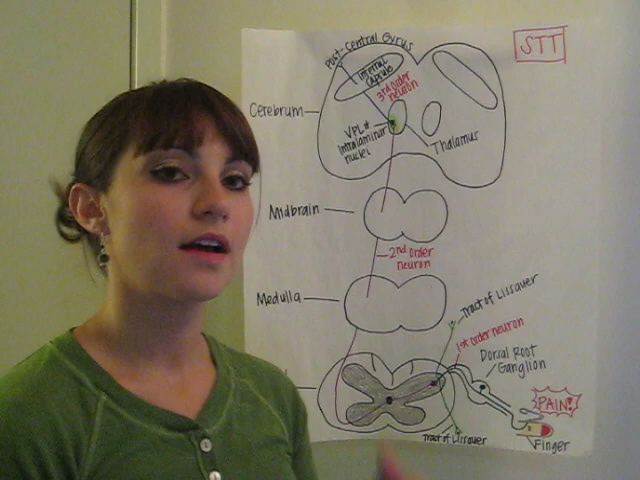 STT
Post-Central Gyrus
Internal
Capsule
3rd order
neuron
Cerebrum
VPL +
Intralaminar
nuclei
Thalamus
Midbrain
2nd order
neuron
Medulla
Tract of Lissauer
1st order neuron
Dorsal Root
Ganglion
PAIN!
Tract of Lissauer
Finger